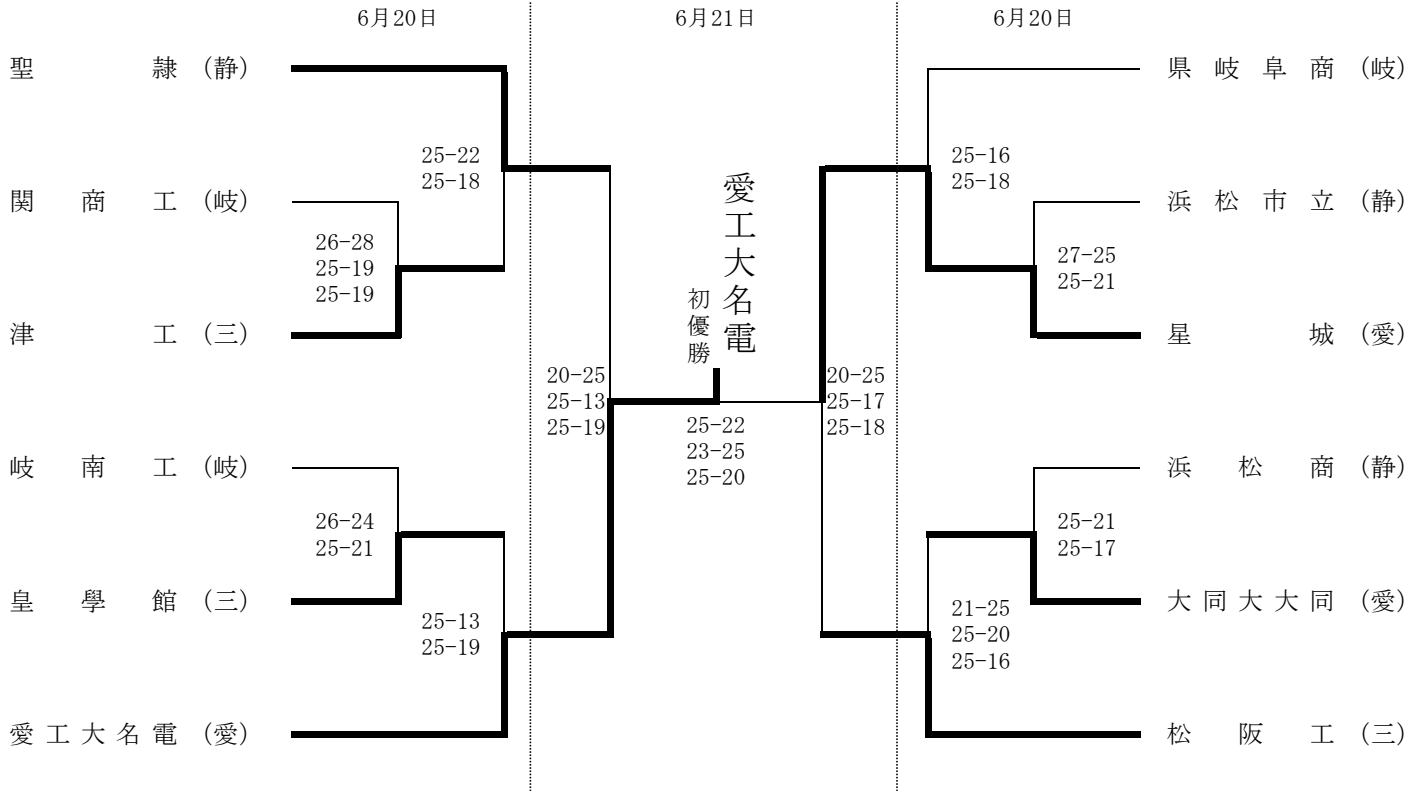 6月20日
6月21日
6月20日
聖隷（静）
県岐阜商（岐）
25-22
25-18
25-16
25-18
関商工（岐）
浜松市立（静）
26-28
25-19
25-19
27-25
25-21
津工（三）
星城（愛）
愛工大名電
初優勝
20-25
25-13
25-19
20-25
25-17
25-18
25-22
23-25
25-20
岐南工（岐）
浜松商（静）
26-24
25-21
25-21
25-17
皇學館（三）
大同大大同（愛）
25-13
25-19
21-25
25-20
25-16
愛工大名電（愛）
松阪工（三）